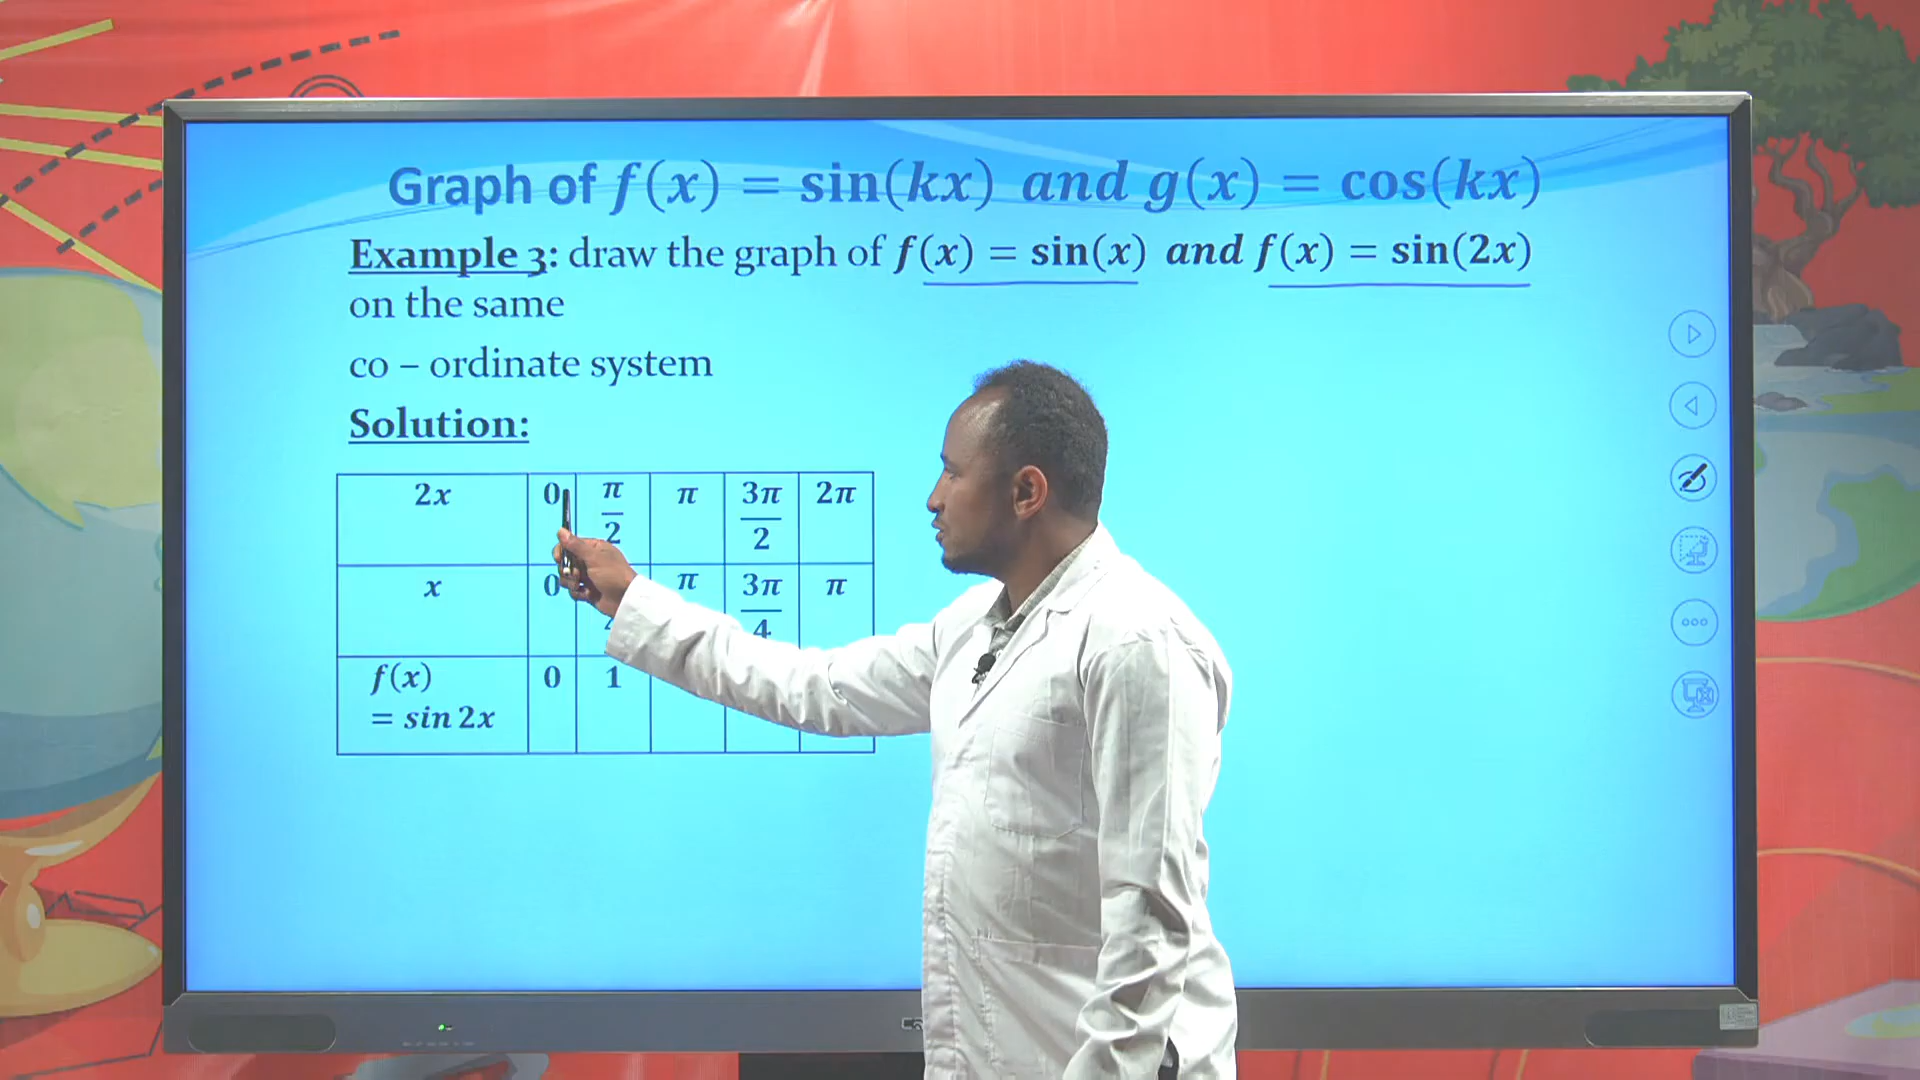 Graph of f(x) = sin(kx) and g(x) = cos(kx)
Example 3: draw the graph of f(x) = sin(x) and f(x) = sin(2x)
on the same
co – ordinate system
Solution:
2x 0 π/2 π 3π/2 2π
x 0 π 3π/4 π
f(x) 0 1
= sin 2x